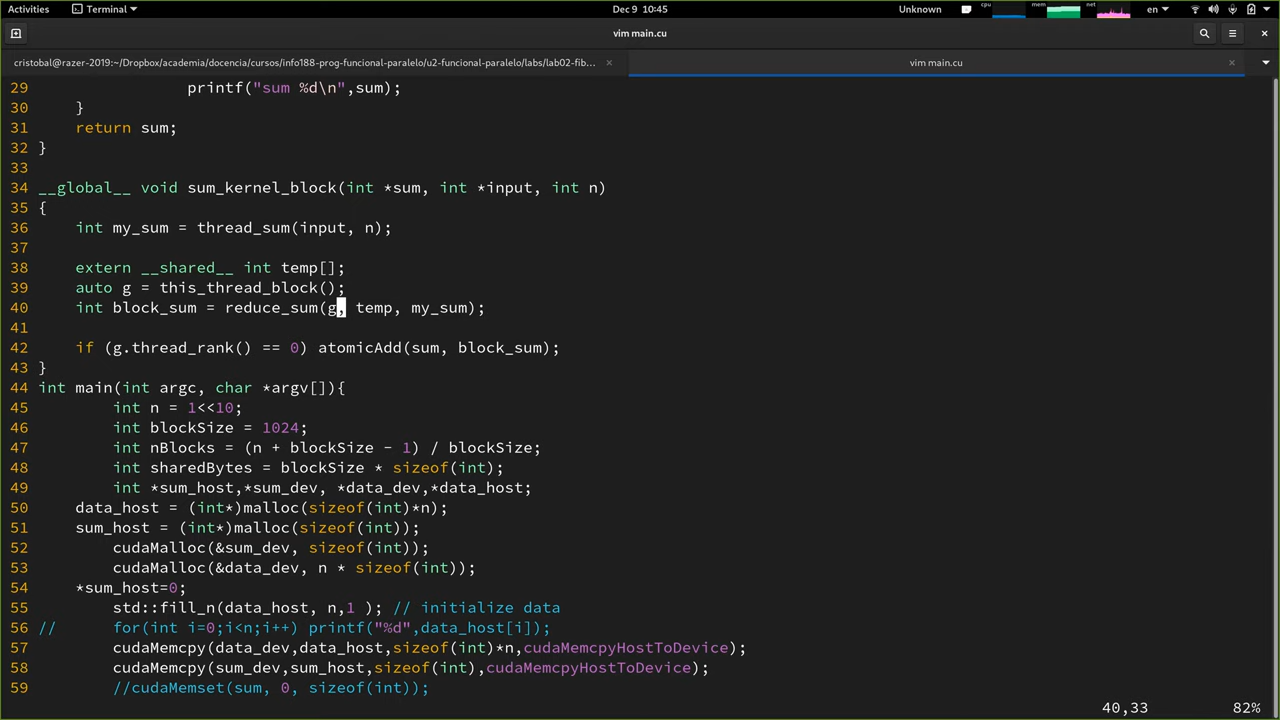 Activities Terminal Dec 9 10:45 Unknown cpu mem net en
vim main.cu
cristobal@razer-2019:~/Dropbox/academia/docencia/cursos/info188-prog-funcional-paralelo/u2-funcional-paralelo/labs/lab02-fib... × vim main.cu ×
29                 printf("sum %d\n",sum);
30     }
31     return sum;
32 }
33
34 __global__ void sum_kernel_block(int *sum, int *input, int n)
35 {
36     int my_sum = thread_sum(input, n);
37
38     extern __shared__ int temp[];
39     auto g = this_thread_block();
40     int block_sum = reduce_sum(g, temp, my_sum);
41
42     if (g.thread_rank() == 0) atomicAdd(sum, block_sum);
43 }
44 int main(int argc, char *argv[]){
45         int n = 1<<10;
46         int blockSize = 1024;
47         int nBlocks = (n + blockSize - 1) / blockSize;
48         int sharedBytes = blockSize * sizeof(int);
49         int *sum_host,*sum_dev, *data_dev,*data_host;
50     data_host = (int*)malloc(sizeof(int)*n);
51     sum_host = (int*)malloc(sizeof(int));
52         cudaMalloc(&sum_dev, sizeof(int));
53         cudaMalloc(&data_dev, n * sizeof(int));
54     *sum_host=0;
55         std::fill_n(data_host, n,1 ); // initialize data
56 //      for(int i=0;i<n;i++) printf("%d",data_host[i]);
57         cudaMemcpy(data_dev,data_host,sizeof(int)*n,cudaMemcpyHostToDevice);
58         cudaMemcpy(sum_dev,sum_host,sizeof(int),cudaMemcpyHostToDevice);
59         //cudaMemset(sum, 0, sizeof(int));
40,33 82%